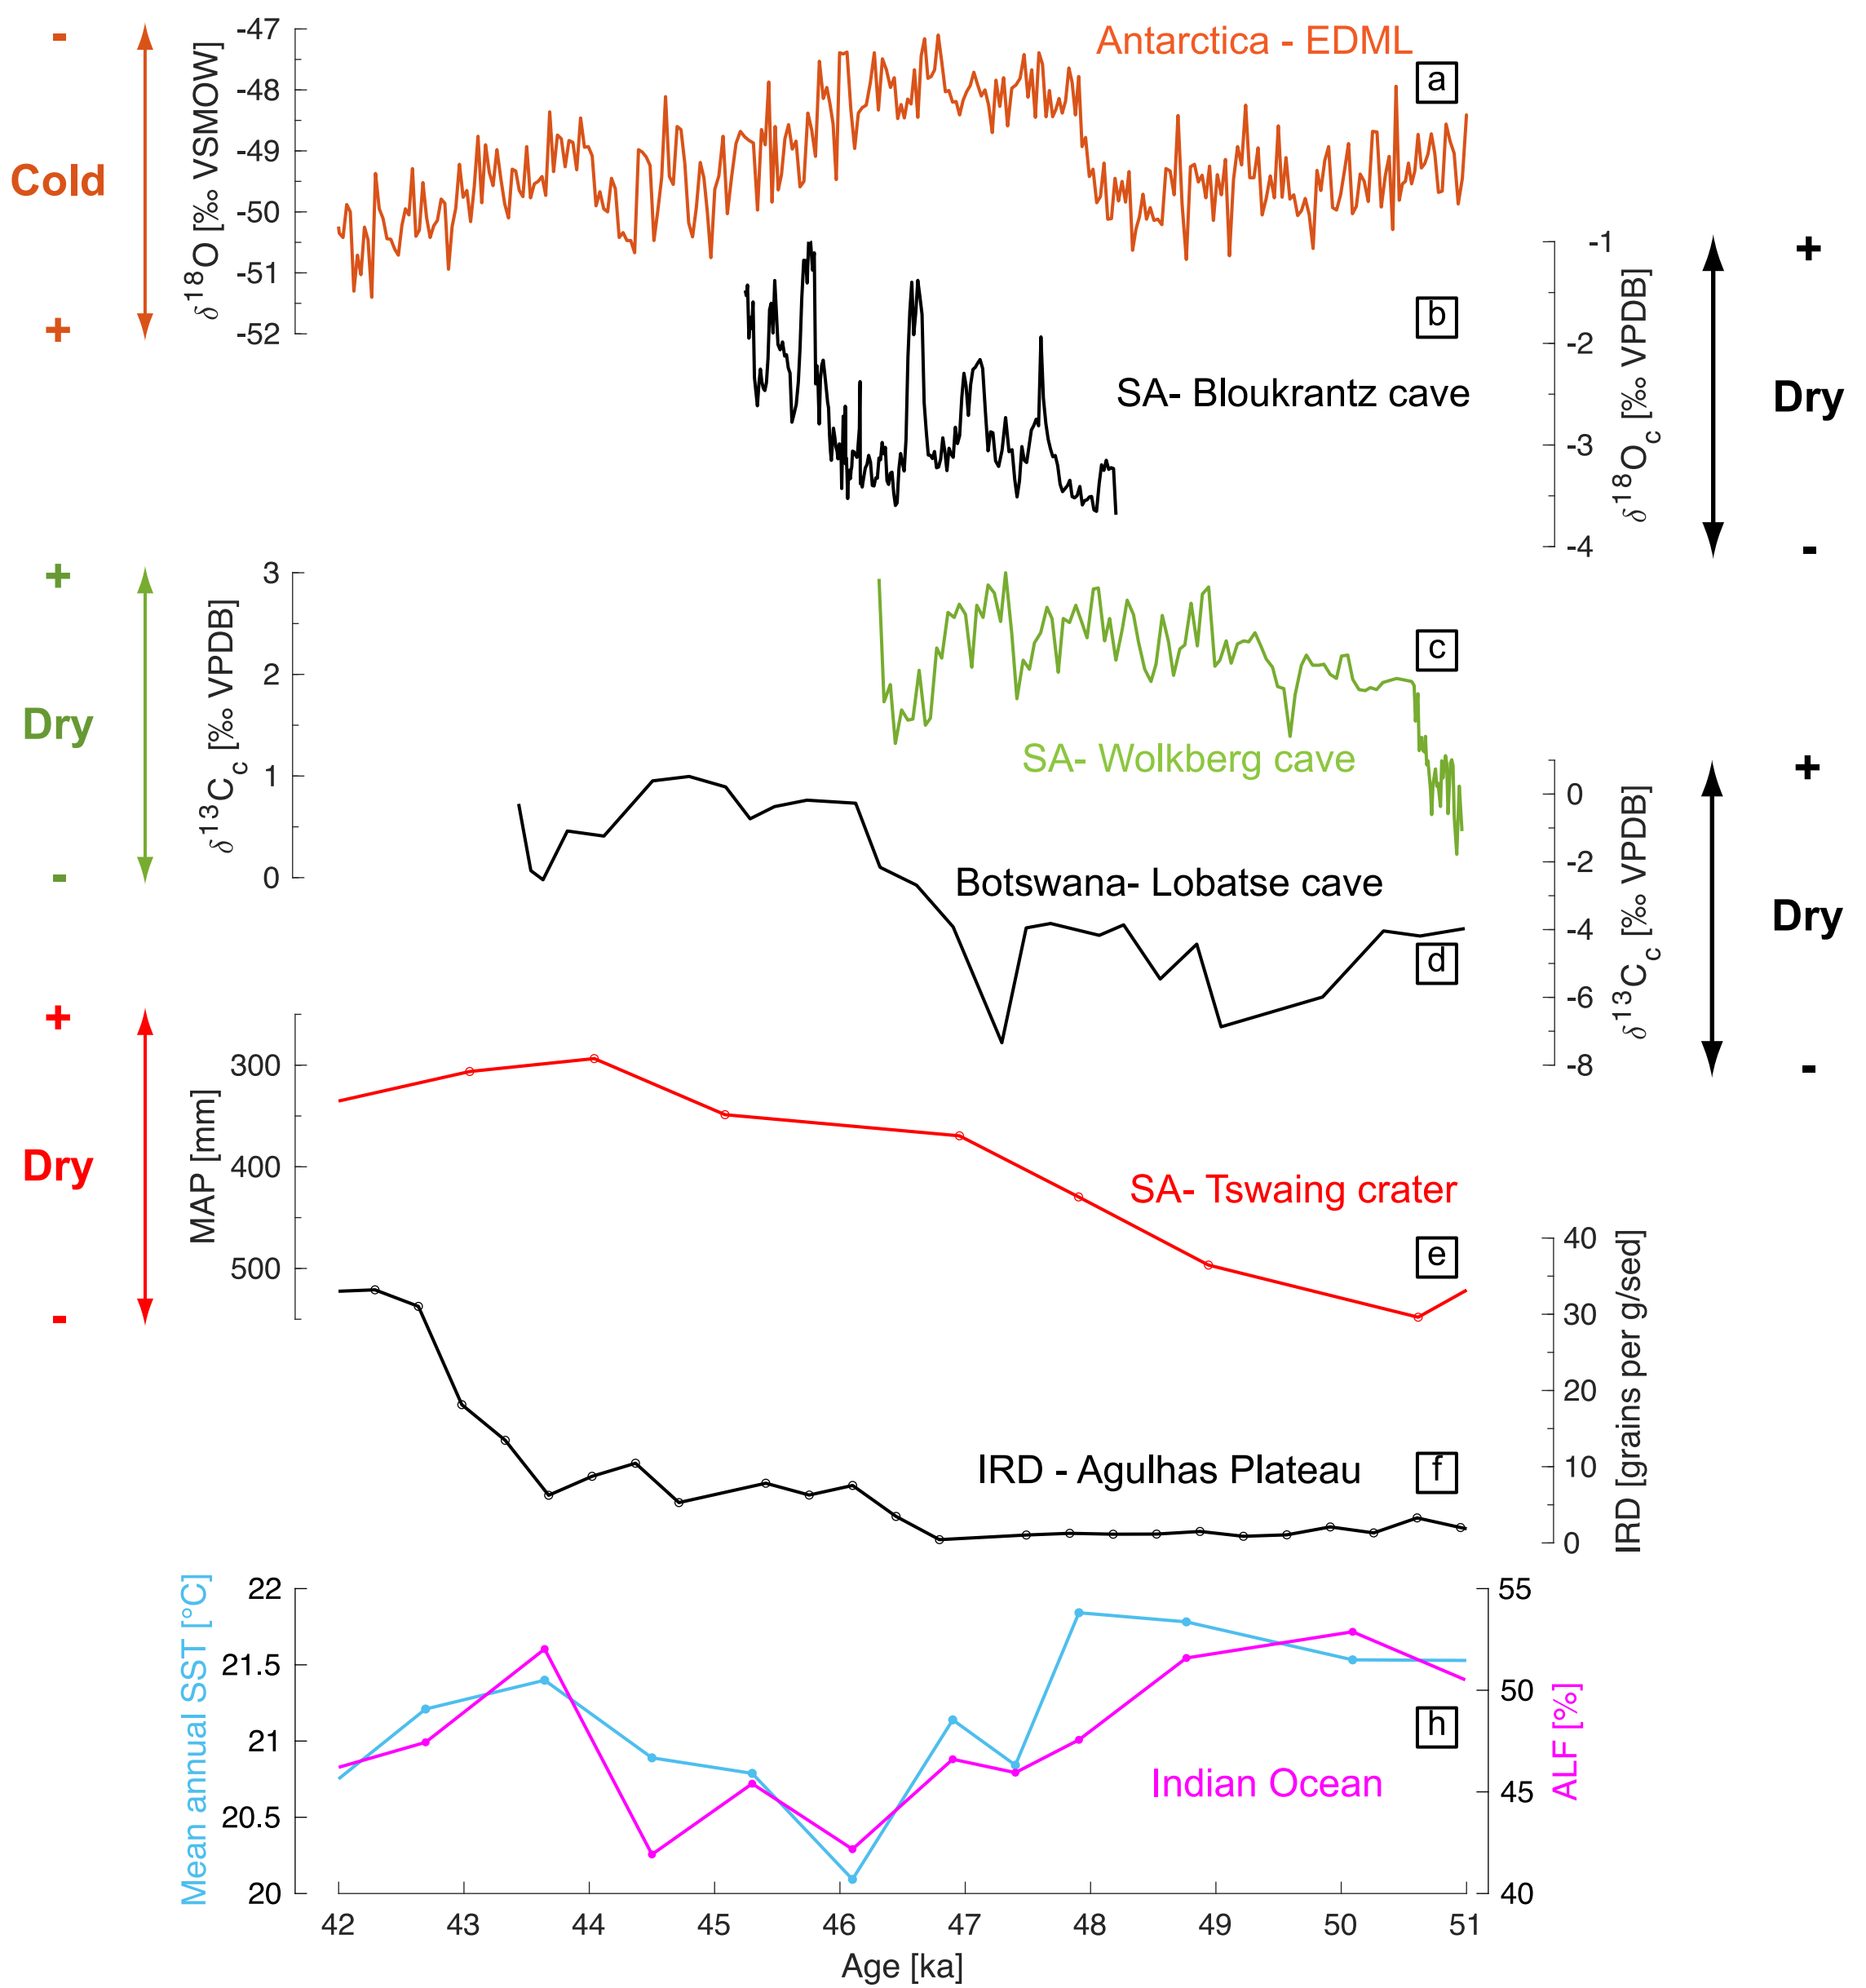 Antarctica - EDML
a
-
Cold
+
δ18O [‰ VSMOW]
-47
-48
-49
-50
-51
-52
b
SA- Bloukrantz cave
-1
-2
-3
-4
δ18Oc [‰ VPDB]
+
Dry
-
+
Dry
-
δ13Cc [‰ VPDB]
3
2
1
0
c
SA- Wolkberg cave
Botswana- Lobatse cave
d
0
-2
-4
-6
-8
δ13Cc [‰ VPDB]
+
Dry
-
+
Dry
-
MAP [mm]
300
400
500
SA- Tswaing crater
e
IRD - Agulhas Plateau
f
40
30
20
10
0
IRD [grains per g/sed]
Mean annual SST [°C]
22
21.5
21
20.5
20
h
Indian Ocean
55
50
45
40
ALF [%]
42 43 44 45 46 47 48 49 50 51
Age [ka]